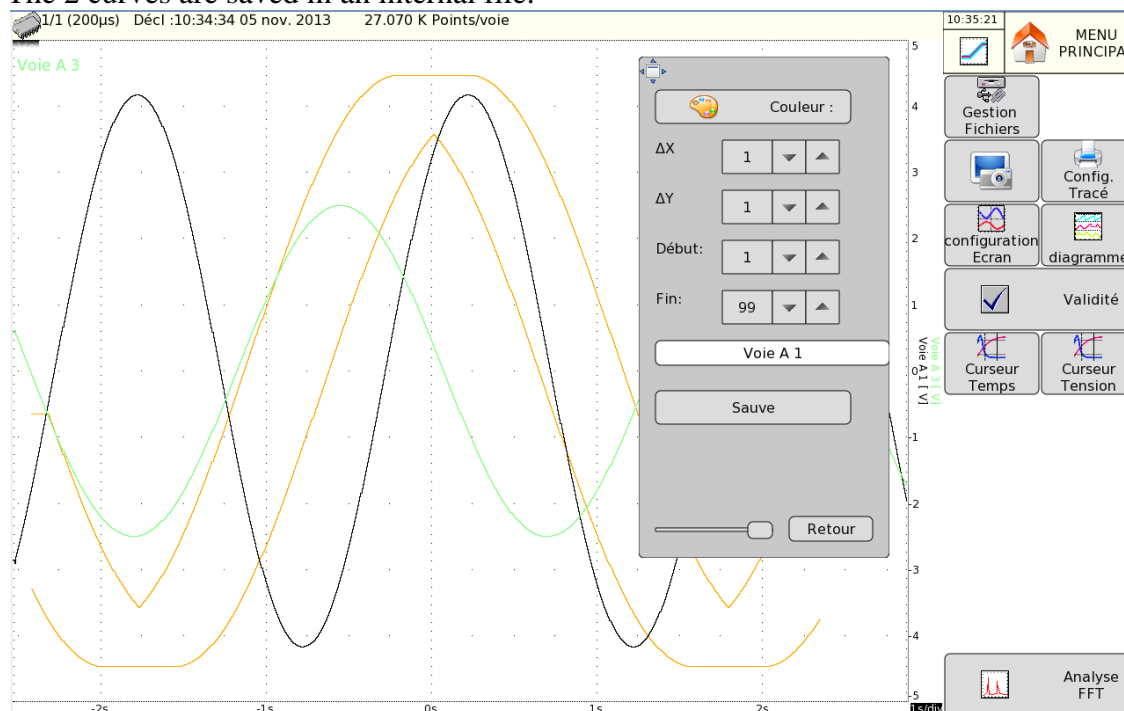 The 2 curves are saved in an internal file.
1/1 (200µs) Décl :10:34:34 05 nov. 2013 27.070 K Points/voie
10:35:21
MENU
PRINCIPA
Voie A 3
Couleur :
ΔX 1
ΔY 1
Début: 1
Fin: 99
Voie A 1
Sauve
Retour
5
4
3
2
1
0
-1
-2
-3
-4
-5
Voie A 1 [ V]
Voie A 3 [ V]
-2s -1s 0s 1s 2s 1s/div
Gestion
Fichiers
Config.
Tracé
configuration
Ecran
diagramme
Validité
Curseur
Temps
Curseur
Tension
Analyse
FFT